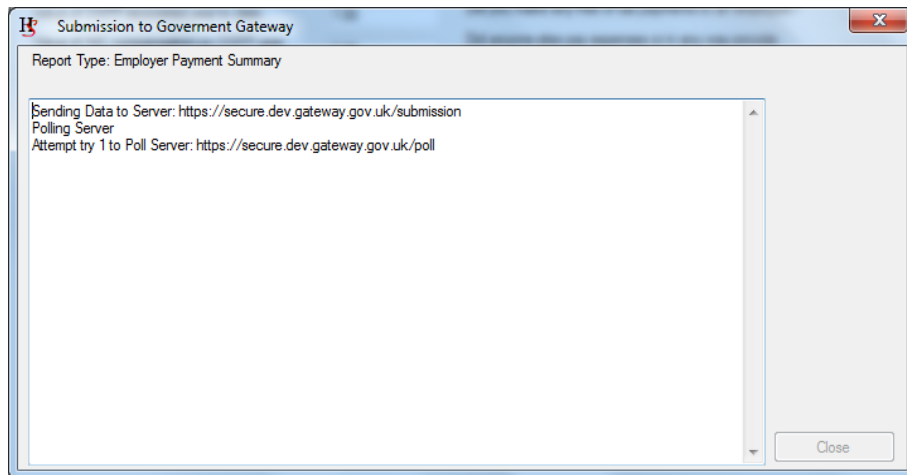 Submission to Goverment Gateway
Report Type: Employer Payment Summary
Sending Data to Server: https://secure.dev.gateway.gov.uk/submission
Polling Server
Attempt try 1 to Poll Server: https://secure.dev.gateway.gov.uk/poll
Close